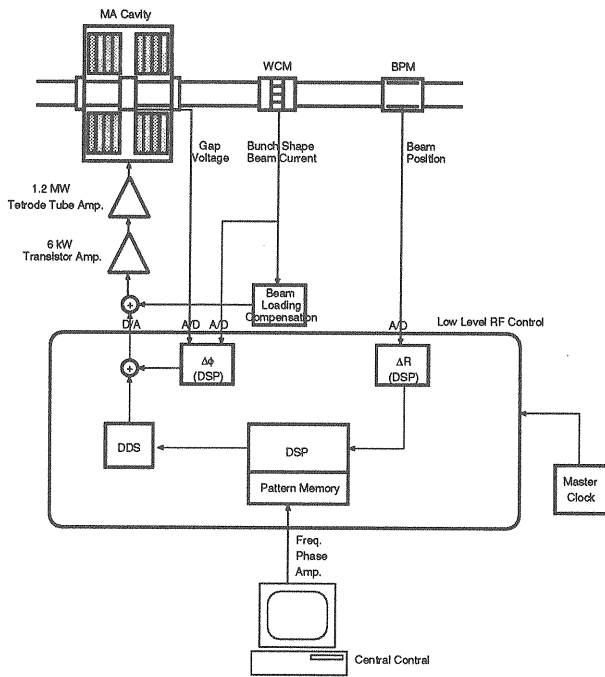 MA Cavity
WCM
BPM
Gap
Voltage
Bunch Shape
Beam Current
Beam
Position
1.2 MW
Tetrode Tube Amp.
6 kW
Transistor Amp.
+
Beam
Loading
Compensation
D/A
A/D
A/D
A/D
Low Level RF Control
+
Δϕ
(DSP)
ΔR
(DSP)
DDS
DSP
Pattern Memory
Master
Clock
Freq.
Phase
Amp.
Central Contral